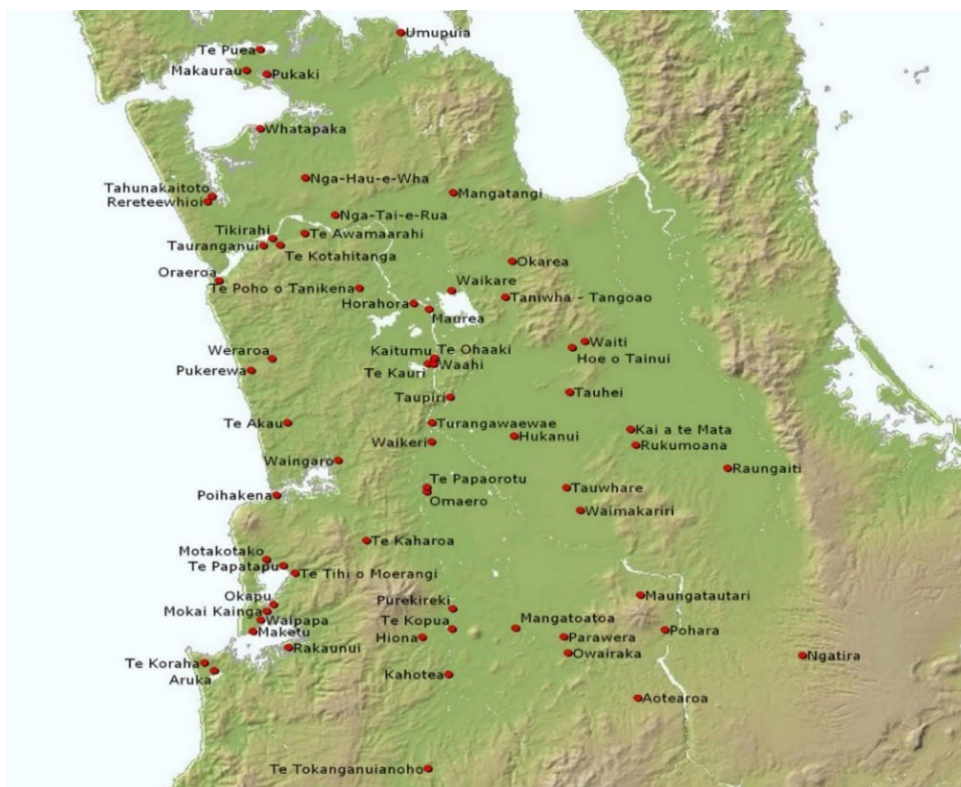 Umupuia
Te Puea
Makaurau
Pukaki
Whatapaka
Nga-Hau-e-Wha
Tahunakaitoto
Mangatangi
Rereteewhioi
Nga-Tai-e-Rua
Tikirahi
Te Awamaarahi
Tauranganui
Te Kotahitanga
Okarea
Oraeroa
Te Poho o Tanikena
Waikare
Taniwha - Tangoao
Horahora
Maurea
Waiti
Kaitumu
Te Ohaaki
Hoe o Tainui
Weraroa
Waahi
Pukerewa
Te Kauri
Tauhei
Taupiri
Te Akau
Turangawaewae
Kai a te Mata
Hukanui
Waikeri
Rukumoana
Waingaro
Raungaiti
Te Papaorotu
Tauwhare
Poihakena
Omaero
Waimakariri
Te Kaharoa
Motakotako
Te Papatapu
Te Tihi o Moerangi
Maungatautari
Okapu
Purekireki
Mokai Kainga
Waipapa
Te Kopua
Mangatoatoa
Maketu
Pohara
Hiona
Parawera
Rakaunui
Owairaka
Ngatira
Te Koraha
Aruka
Kahotea
Aotearoa
Te Tokanganuianoho